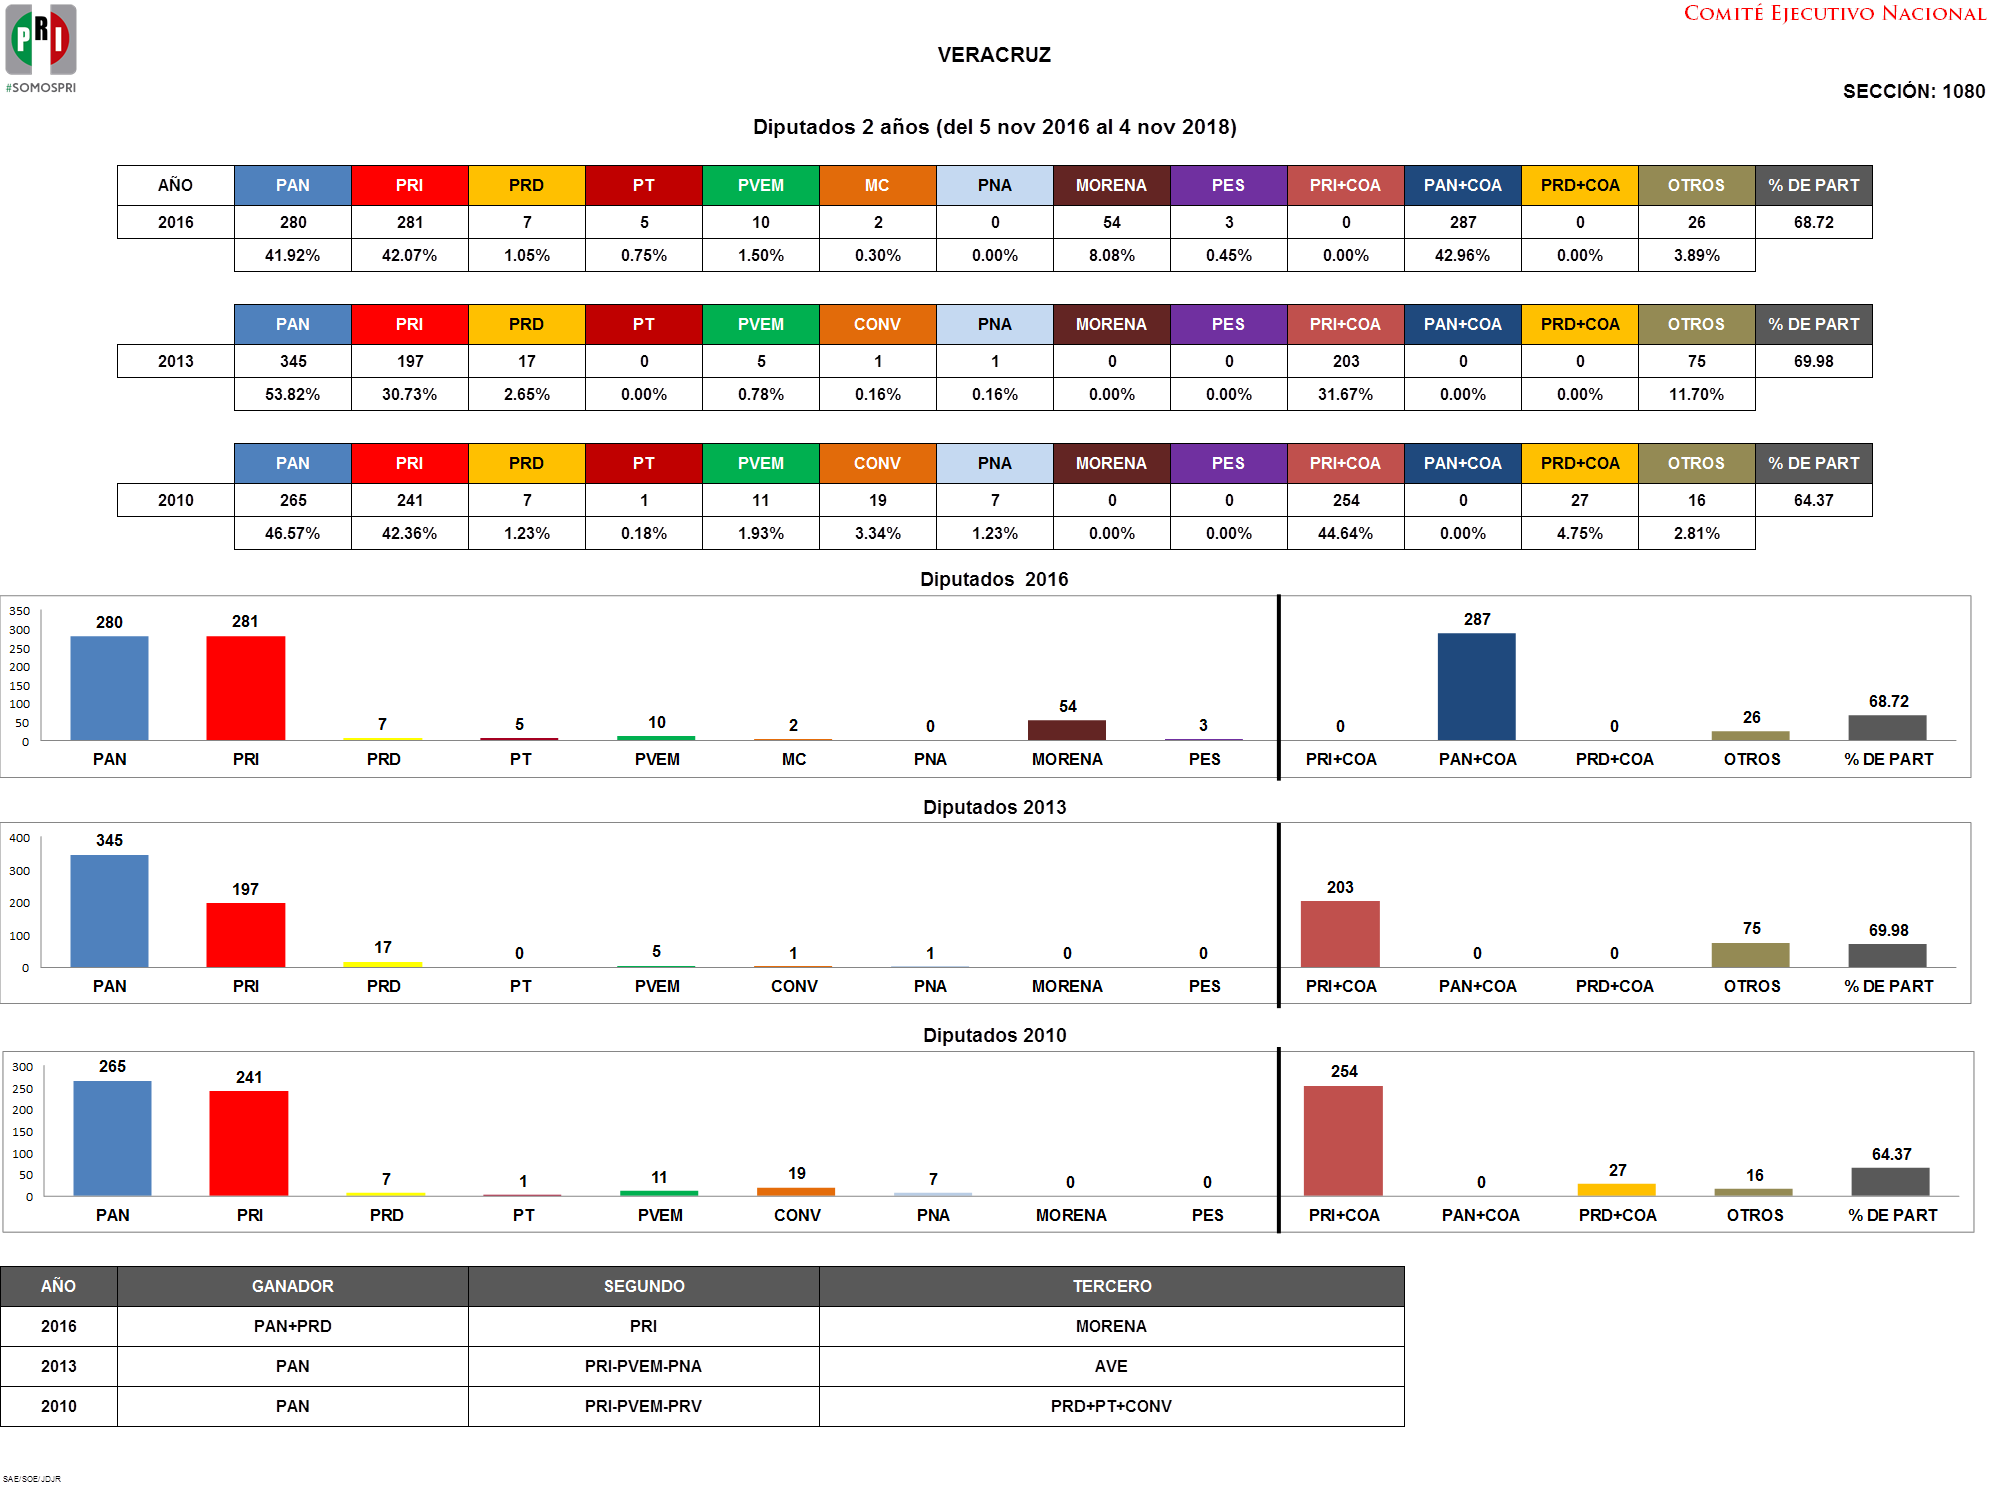 PRI
#SOMOSPRI
COMITÉ EJECUTIVO NACIONAL
VERACRUZ
SECCIÓN: 1080
Diputados 2 años (del 5 nov 2016 al 4 nov 2018)
AÑO PAN PRI PRD PT PVEM MC PNA MORENA PES PRI+COA PAN+COA PRD+COA OTROS % DE PART
2016 280 281 7 5 10 2 0 54 3 0 287 0 26 68.72
41.92% 42.07% 1.05% 0.75% 1.50% 0.30% 0.00% 8.08% 0.45% 0.00% 42.96% 0.00% 3.89%
PAN PRI PRD PT PVEM CONV PNA MORENA PES PRI+COA PAN+COA PRD+COA OTROS % DE PART
2013 345 197 17 0 5 1 1 0 0 203 0 0 75 69.98
53.82% 30.73% 2.65% 0.00% 0.78% 0.16% 0.16% 0.00% 0.00% 31.67% 0.00% 0.00% 11.70%
PAN PRI PRD PT PVEM CONV PNA MORENA PES PRI+COA PAN+COA PRD+COA OTROS % DE PART
2010 265 241 7 1 11 19 7 0 0 254 0 27 16 64.37
46.57% 42.36% 1.23% 0.18% 1.93% 3.34% 1.23% 0.00% 0.00% 44.64% 0.00% 4.75% 2.81%
Diputados 2016
350
300
250
200
150
100
50
0
280 281 7 5 10 2 0 54 3 0 287 0 26 68.72
PAN PRI PRD PT PVEM MC PNA MORENA PES PRI+COA PAN+COA PRD+COA OTROS % DE PART
Diputados 2013
400
300
200
100
0
345 197 17 0 5 1 1 0 0 203 0 0 75 69.98
PAN PRI PRD PT PVEM CONV PNA MORENA PES PRI+COA PAN+COA PRD+COA OTROS % DE PART
Diputados 2010
300
250
200
150
100
50
0
265 241 7 1 11 19 7 0 0 254 0 27 16 64.37
PAN PRI PRD PT PVEM CONV PNA MORENA PES PRI+COA PAN+COA PRD+COA OTROS % DE PART
AÑO GANADOR SEGUNDO TERCERO
2016 PAN+PRD PRI MORENA
2013 PAN PRI-PVEM-PNA AVE
2010 PAN PRI-PVEM-PRV PRD+PT+CONV
SAE/SOE/JDJR